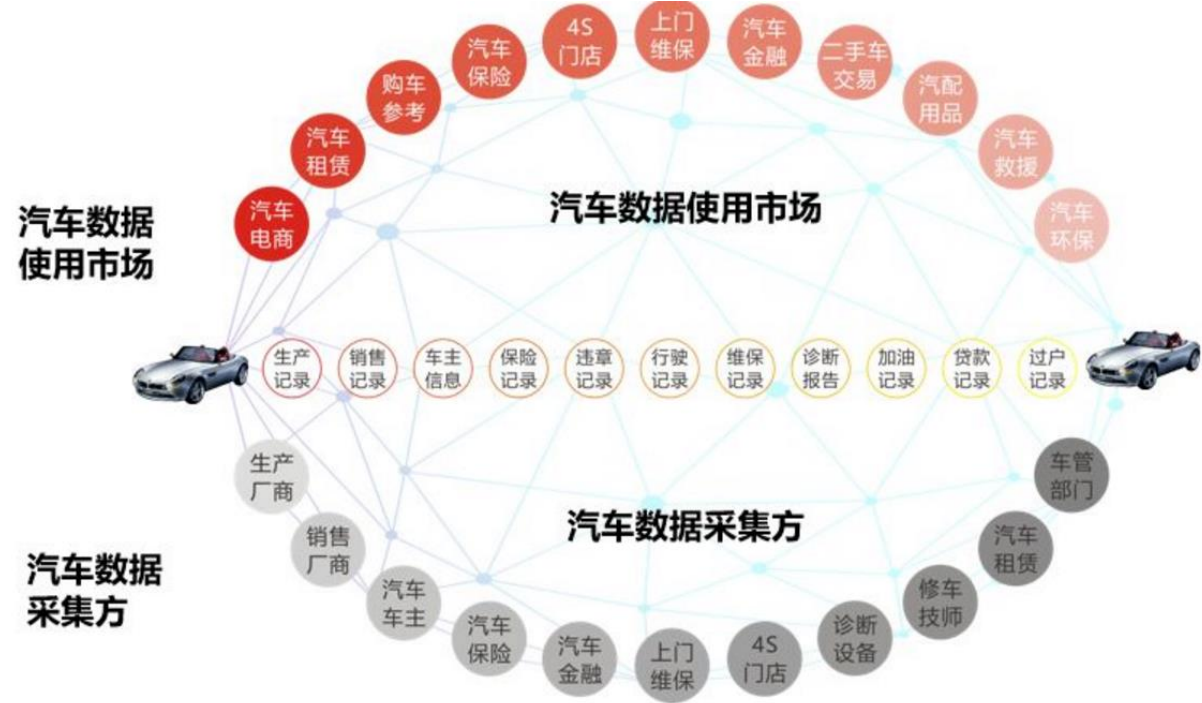 4S
门店
上门
维保
汽车
金融
汽车
保险
二手车
交易
购车
参考
汽配
用品
汽车
租赁
汽车
救援
汽车
电商
汽车
环保
汽车数据
使用市场
汽车数据使用市场
生产
记录
销售
记录
车主
信息
保险
记录
违章
记录
行驶
记录
维保
记录
诊断
报告
加油
记录
贷款
记录
过户
记录
生产
厂商
车管
部门
销售
厂商
汽车
租赁
汽车数据采集方
汽车数据
采集方
汽车
车主
修车
技师
汽车
保险
诊断
设备
汽车
金融
上门
维保
4S
门店